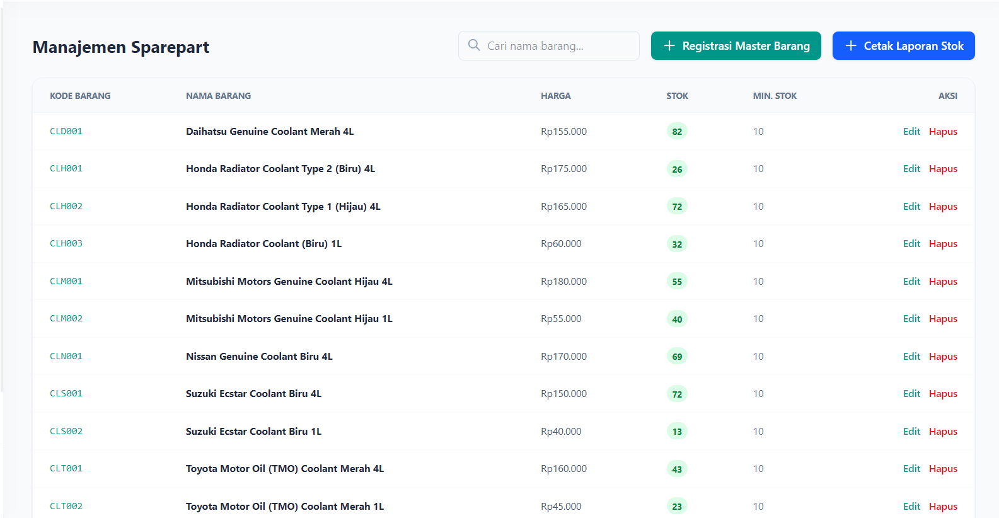 Manajemen Sparepart
Cari nama barang...
Registrasi Master Barang
Cetak Laporan Stok
KODE BARANG NAMA BARANG HARGA STOK MIN. STOK AKSI
CLD001 Daihatsu Genuine Coolant Merah 4L Rp155.000 82 10 Edit Hapus
CLH001 Honda Radiator Coolant Type 2 (Biru) 4L Rp175.000 26 10 Edit Hapus
CLH002 Honda Radiator Coolant Type 1 (Hijau) 4L Rp165.000 72 10 Edit Hapus
CLH003 Honda Radiator Coolant (Biru) 1L Rp60.000 32 10 Edit Hapus
CLM001 Mitsubishi Motors Genuine Coolant Hijau 4L Rp180.000 55 10 Edit Hapus
CLM002 Mitsubishi Motors Genuine Coolant Hijau 1L Rp55.000 40 10 Edit Hapus
CLN001 Nissan Genuine Coolant Biru 4L Rp170.000 69 10 Edit Hapus
CLS001 Suzuki Ecstar Coolant Biru 4L Rp150.000 72 10 Edit Hapus
CLS002 Suzuki Ecstar Coolant Biru 1L Rp40.000 13 10 Edit Hapus
CLT001 Toyota Motor Oil (TMO) Coolant Merah 4L Rp160.000 43 10 Edit Hapus
CLT002 Toyota Motor Oil (TMO) Coolant Merah 1L Rp45.000 23 10 Edit Hapus